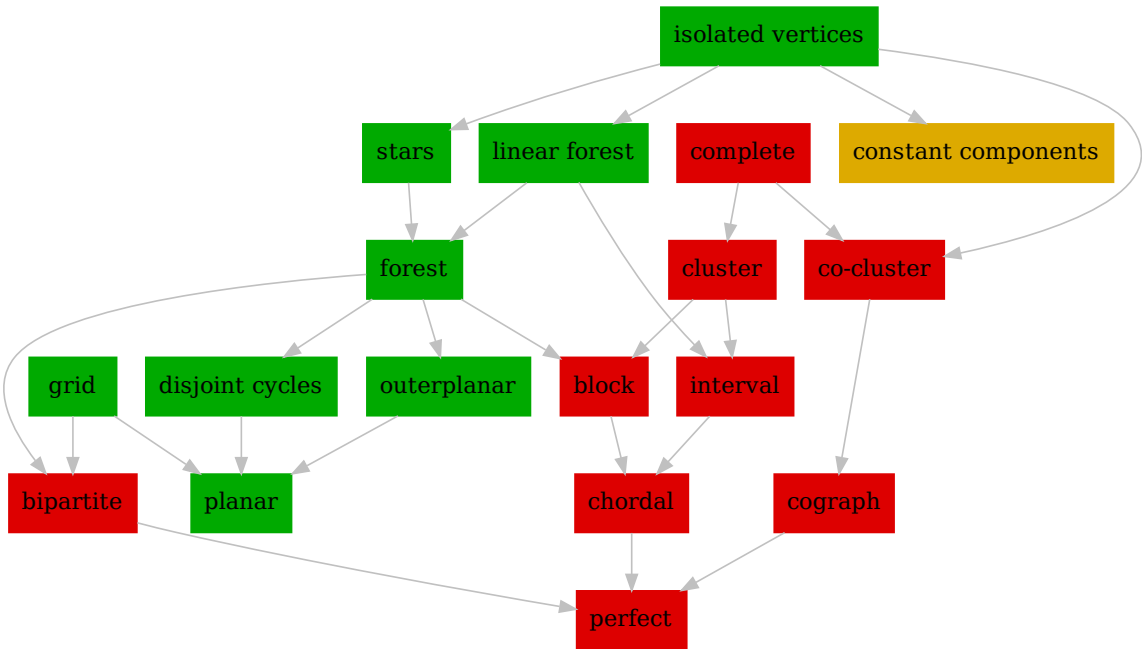 isolated vertices
stars
linear forest
complete
constant components
forest
cluster
co-cluster
grid
disjoint cycles
outerplanar
block
interval
bipartite
planar
chordal
cograph
perfect